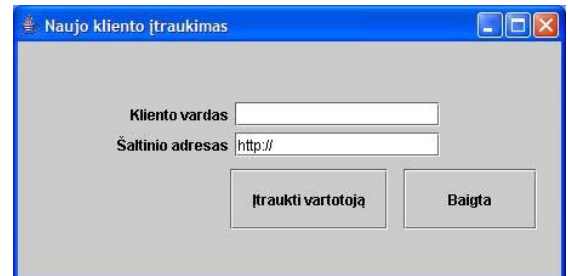 Naujo kliento įtraukimas
Kliento vardas
Šaltinio adresas http://
Įtraukti vartotoją Baigta